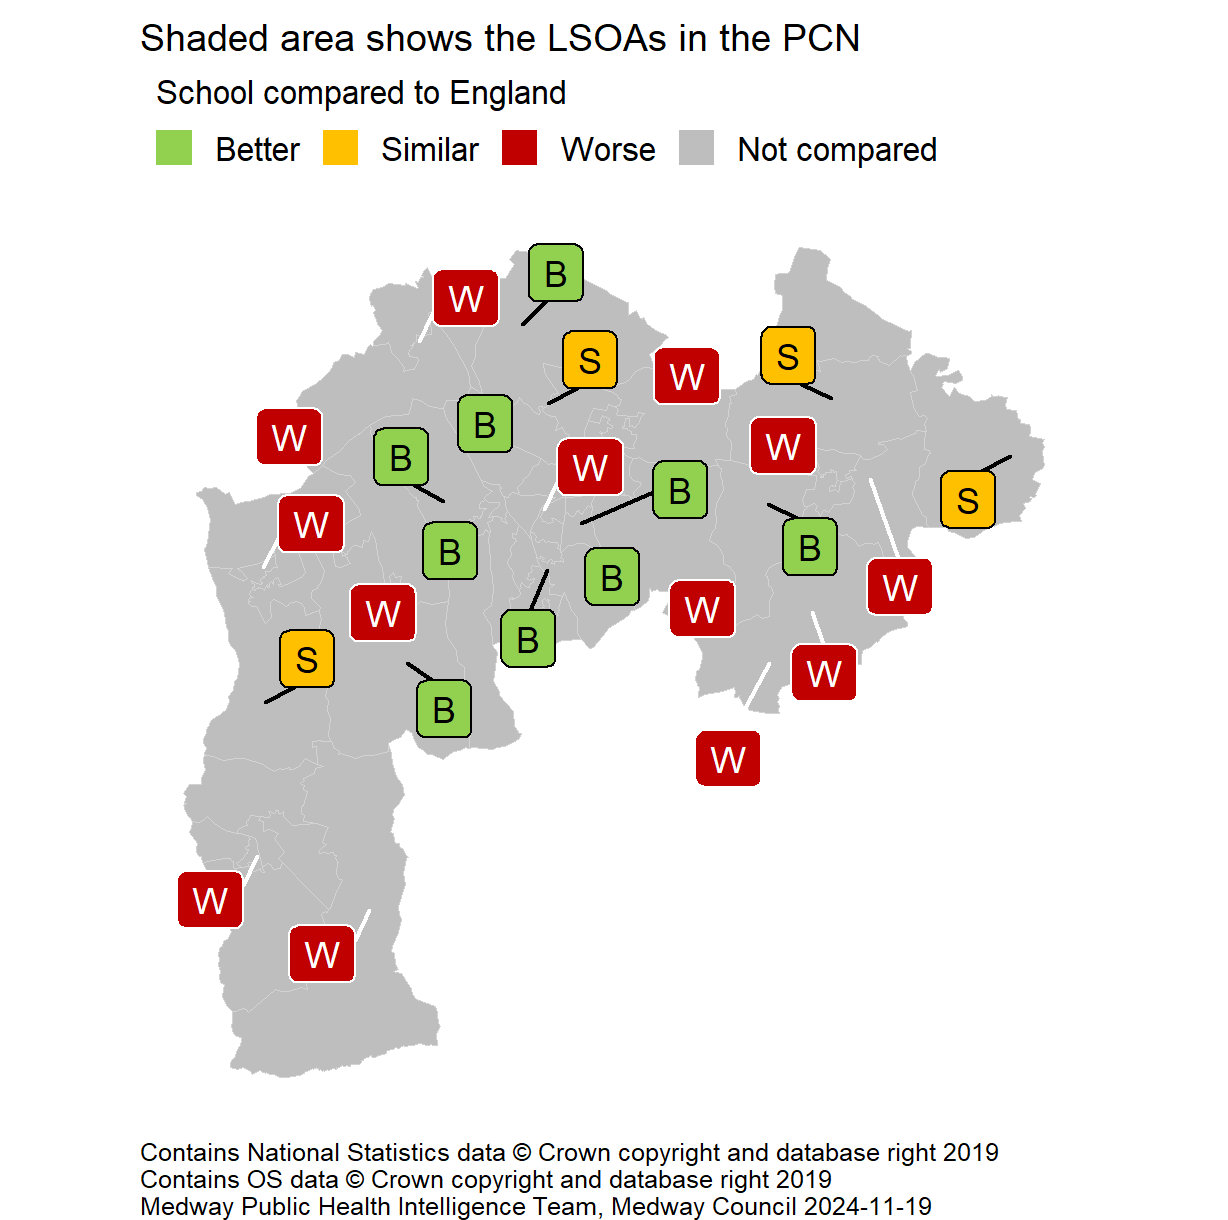 Shaded area shows the LSOAs in the PCN
School compared to England
Better Similar Worse Not compared
B
W
S
S
W
B
W
B
W
W
B
S
W
B
B
B
W
W
W
B
S
W
B
W
W
W
Contains National Statistics data © Crown copyright and database right 2019
Contains OS data © Crown copyright and database right 2019
Medway Public Health Intelligence Team, Medway Council 2024-11-19